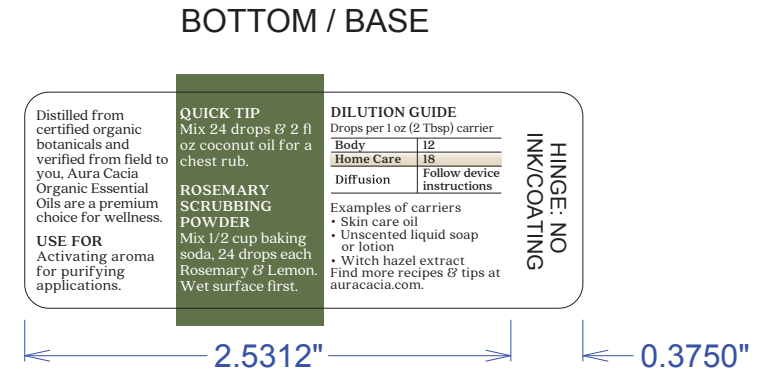 BOTTOM / BASE
Distilled from
certified organic
botanicals and
verified from field to
you, Aura Cacia
Organic Essential
Oils are a premium
choice for wellness.
USE FOR
Activating aroma
for purifying
applications.
QUICK TIP
Mix 24 drops & 2 fl
oz coconut oil for a
chest rub.
ROSEMARY
SCRUBBING
POWDER
Mix 1/2 cup baking
soda, 24 drops each
Rosemary & Lemon.
Wet surface first.
DILUTION GUIDE
Drops per 1 oz (2 Tbsp) carrier
Body 12
Home Care 18
Diffusion Follow device
instructions
Examples of carriers
• Skin care oil
• Unscented liquid soap
or lotion
• Witch hazel extract
Find more recipes & tips at
auracacia.com.
HINGE: NO
INK/COATING
2.5312"
0.3750"